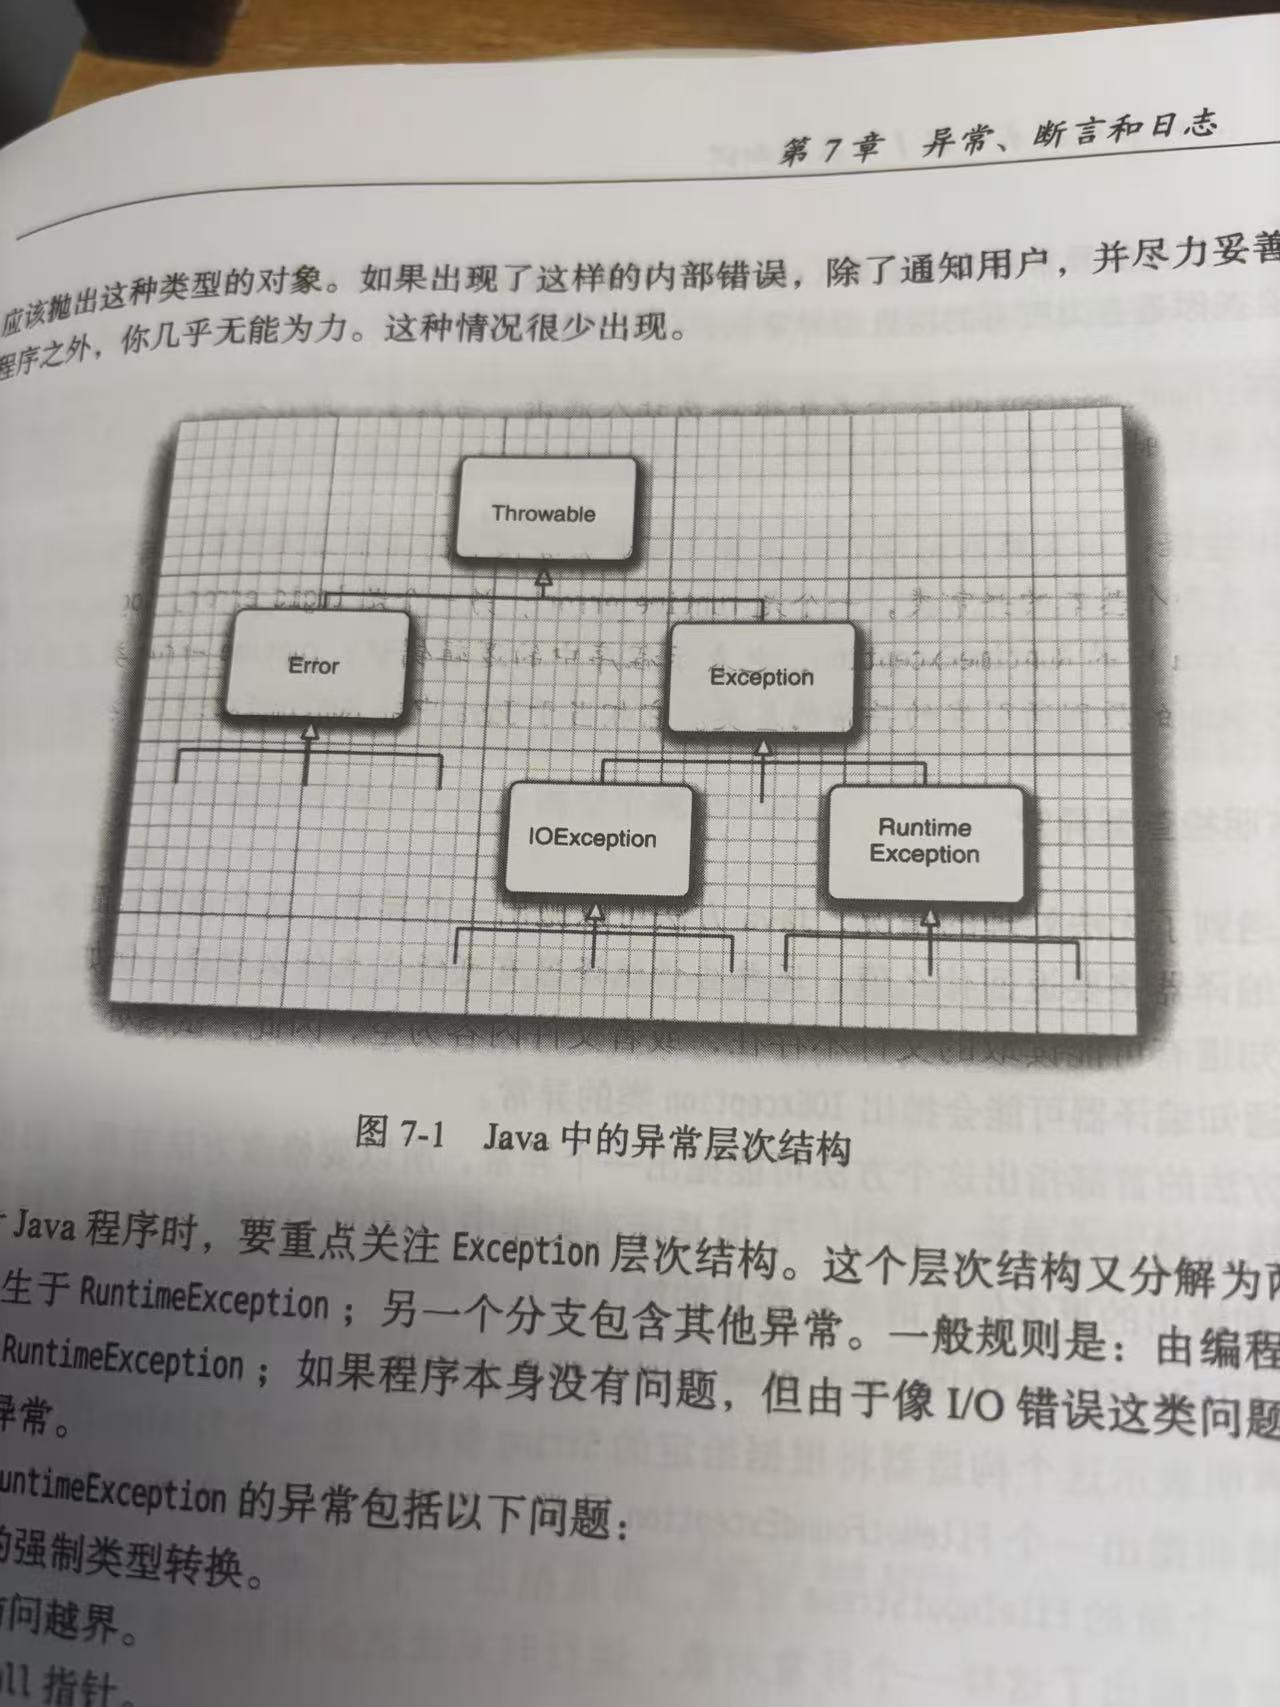 第7章 异常、断言和日志
应该抛出这种类型的对象。如果出现了这样的内部错误，除了通知用户，并尽力妥善
程序之外，你几乎无能为力。这种情况很少出现。
Throwable
Error
Exception
IOException
Runtime
Exception
图 7-1 Java 中的异常层次结构
Java 程序时，要重点关注 Exception 层次结构。这个层次结构又分解为两
生于 RuntimeException；另一个分支包含其他异常。一般规则是：由编程
RuntimeException；如果程序本身没有问题，但由于像 I/O 错误这类问题
异常。
untimeException 的异常包括以下问题：
的强制类型转换。
问越界。
ll 指针。